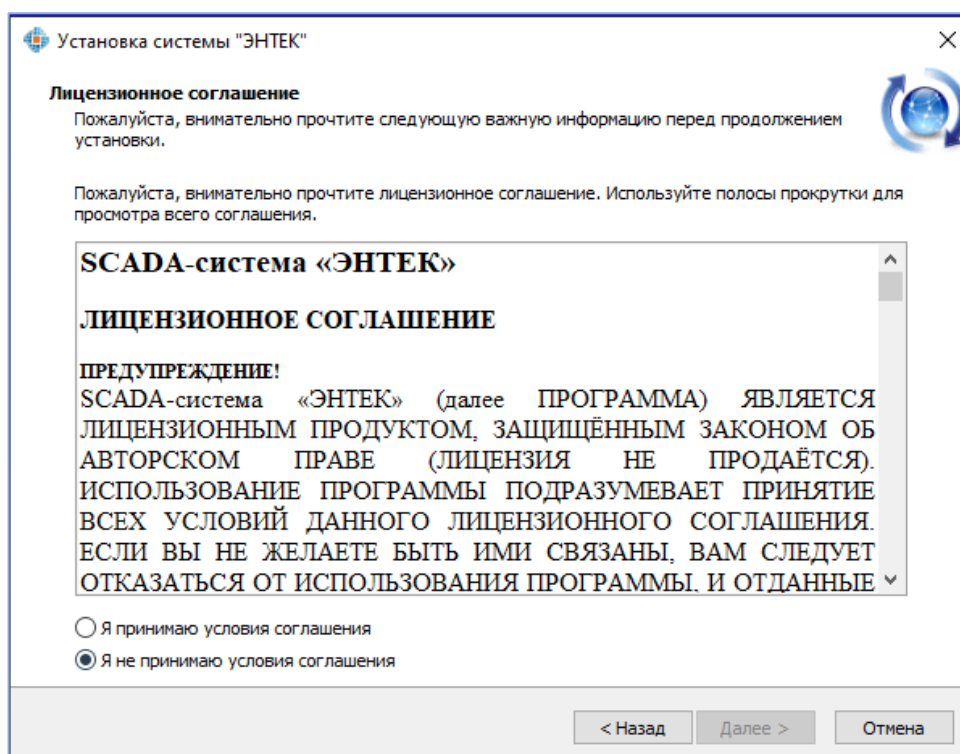 Установка системы "ЭНТЕК"
Лицензионное соглашение
Пожалуйста, внимательно прочтите следующую важную информацию перед продолжением
установки.
Пожалуйста, внимательно прочтите лицензионное соглашение. Используйте полосы прокрутки для
просмотра всего соглашения.
SCADA-система «ЭНТЕК»
ЛИЦЕНЗИОННОЕ СОГЛАШЕНИЕ
ПРЕДУПРЕЖДЕНИЕ!
SCADA-система «ЭНТЕК» (далее ПРОГРАММА) ЯВЛЯЕТСЯ
ЛИЦЕНЗИОННЫМ ПРОДУКТОМ, ЗАЩИЩЁННЫМ ЗАКОНОМ ОБ
АВТОРСКОМ ПРАВЕ (ЛИЦЕНЗИЯ НЕ ПРОДАЁТСЯ).
ИСПОЛЬЗОВАНИЕ ПРОГРАММЫ ПОДРАЗУМЕВАЕТ ПРИНЯТИЕ
ВСЕХ УСЛОВИЙ ДАННОГО ЛИЦЕНЗИОННОГО СОГЛАШЕНИЯ.
ЕСЛИ ВЫ НЕ ЖЕЛАЕТЕ БЫТЬ ИМИ СВЯЗАНЫ, ВАМ СЛЕДУЕТ
ОТКАЗАТЬСЯ ОТ ИСПОЛЬЗОВАНИЯ ПРОГРАММЫ, И ОТДАННЫЕ
Я принимаю условия соглашения
Я не принимаю условия соглашения
< Назад
Далее >
Отмена